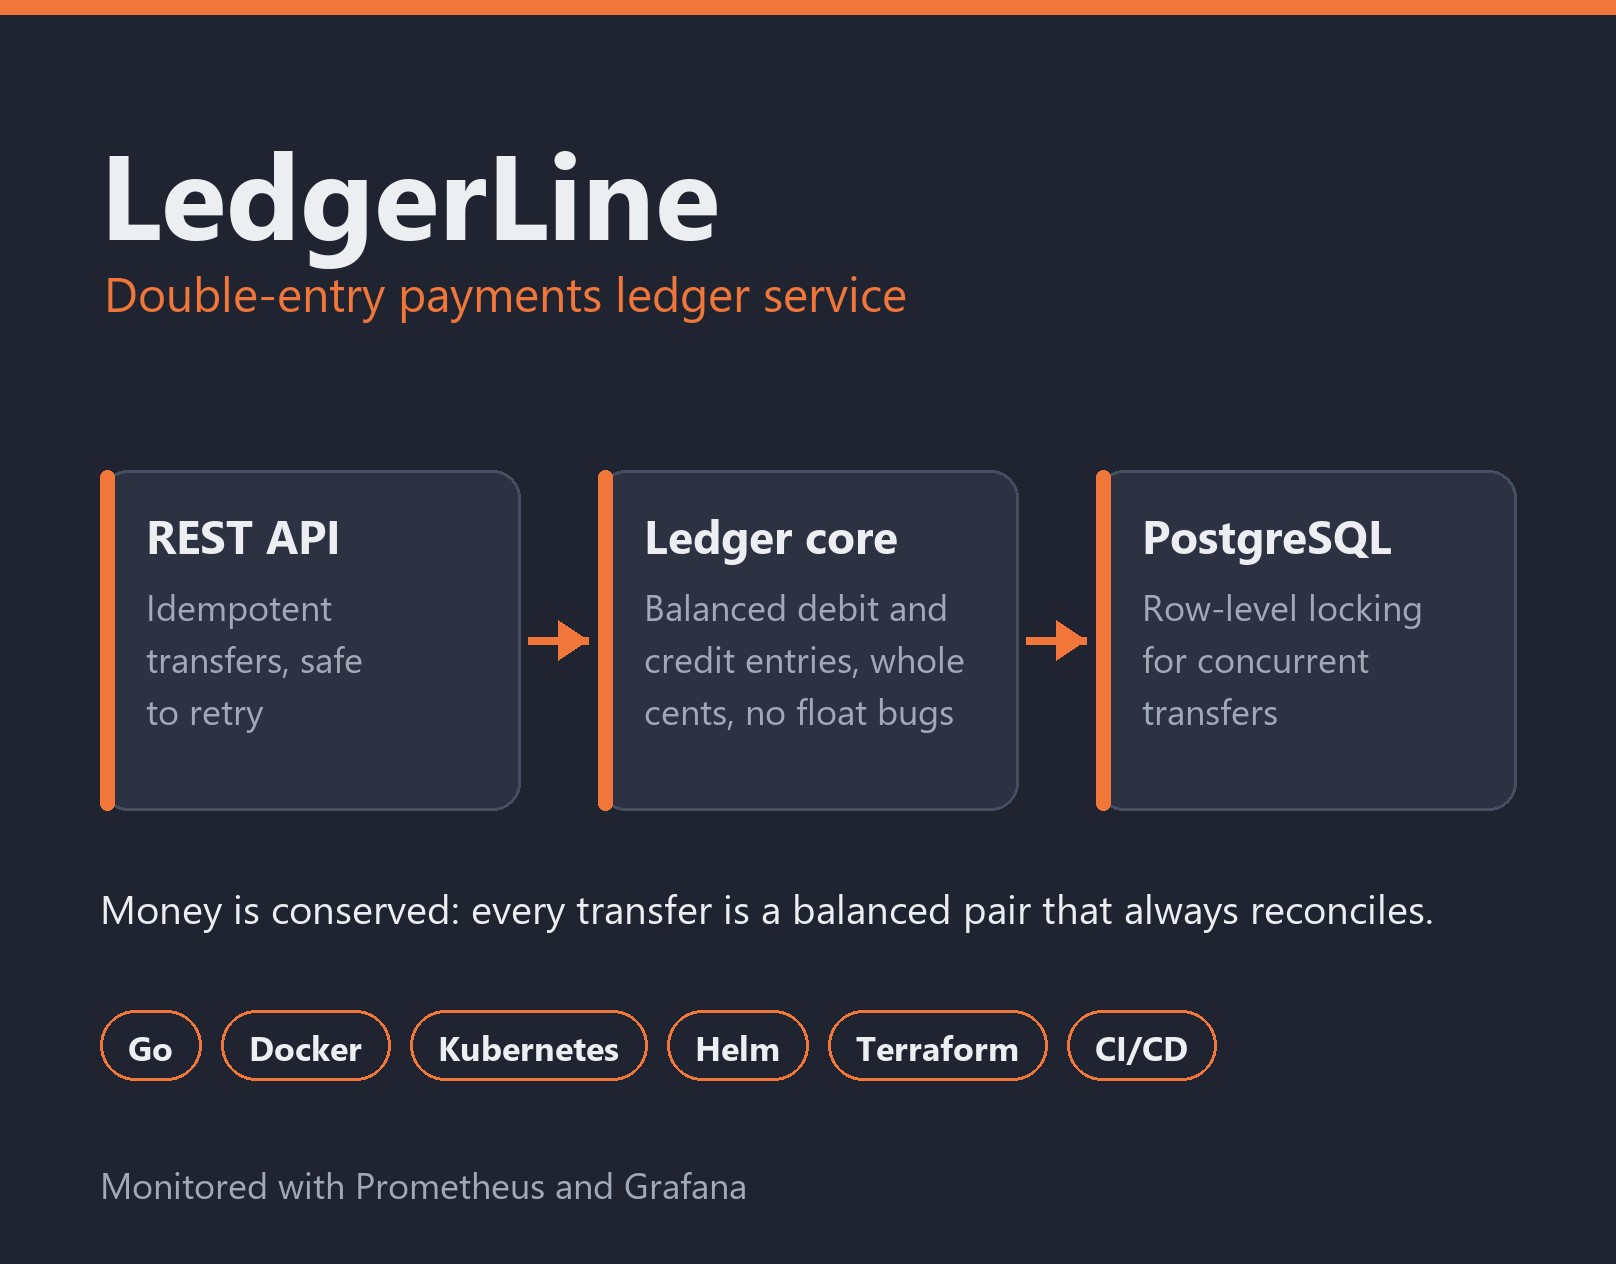 LedgerLine
Double-entry payments ledger service
REST API
Idempotent
transfers, safe
to retry
Ledger core
Balanced debit and
credit entries, whole
cents, no float bugs
PostgreSQL
Row-level locking
for concurrent
transfers
Money is conserved: every transfer is a balanced pair that always reconciles.
Go Docker Kubernetes Helm Terraform CI/CD
Monitored with Prometheus and Grafana